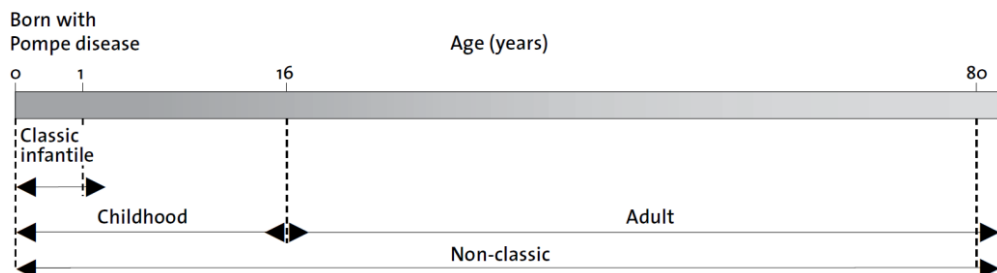 Born with
Pompe disease
Age (years)
0 1 16 80
Classic
infantile
Childhood Adult
Non-classic